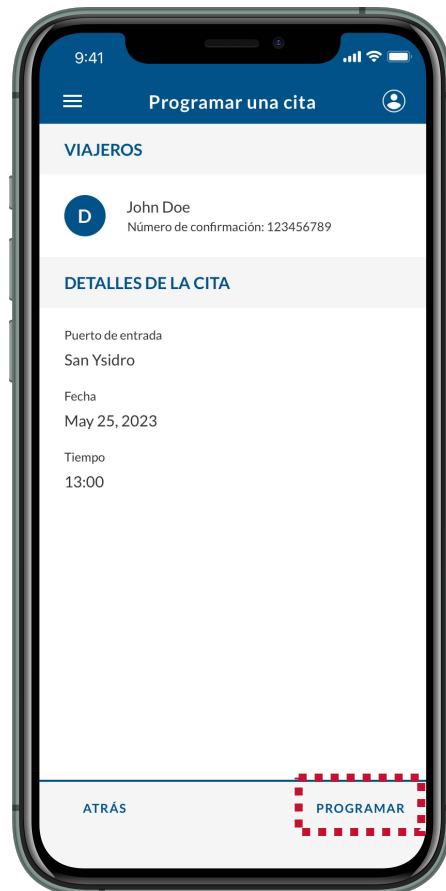 9:41
Programar una cita
VIAJEROS
D
John Doe
Número de confirmación: 123456789
DETALLES DE LA CITA
Puerto de entrada
San Ysidro
Fecha
May 25, 2023
Tiempo
13:00
ATRÁS
PROGRAMAR